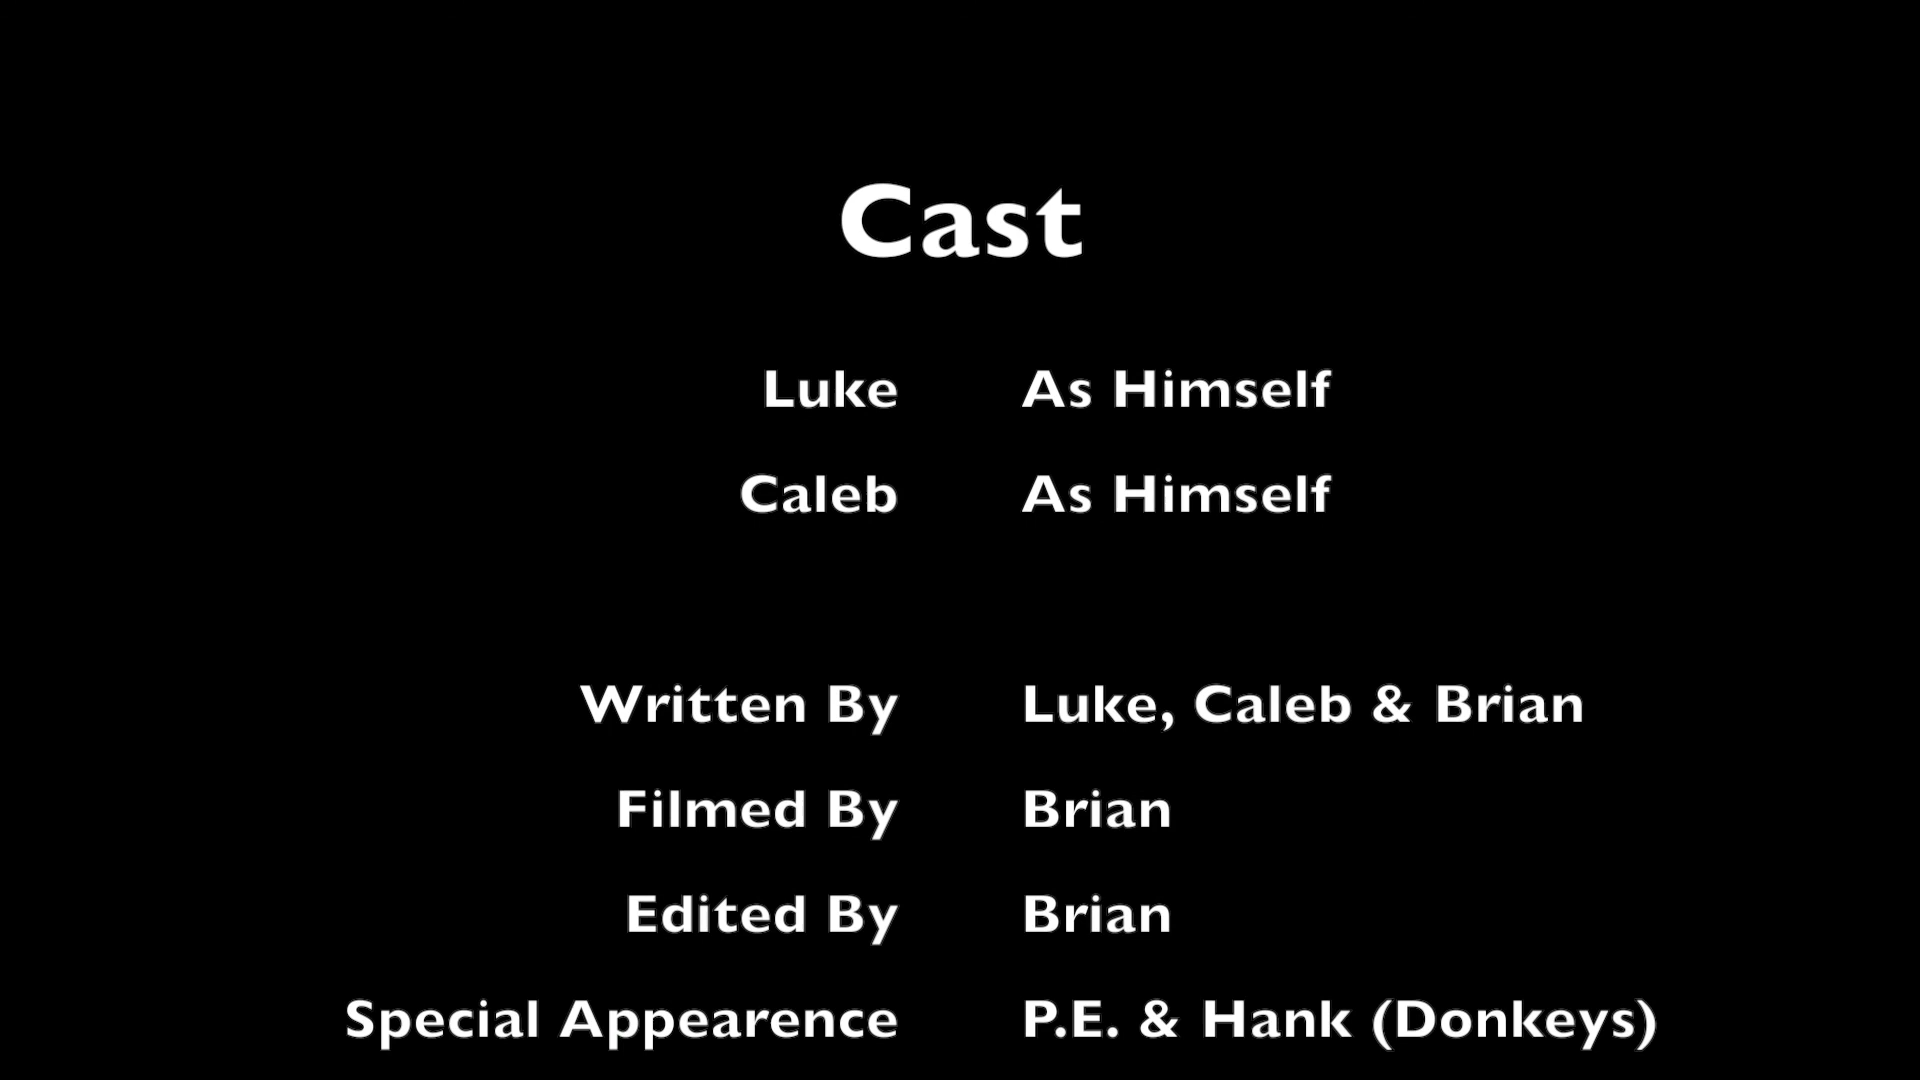 Cast
Luke As Himself
Caleb As Himself
Written By Luke, Caleb & Brian
Filmed By Brian
Edited By Brian
Special Appearence P.E. & Hank (Donkeys)